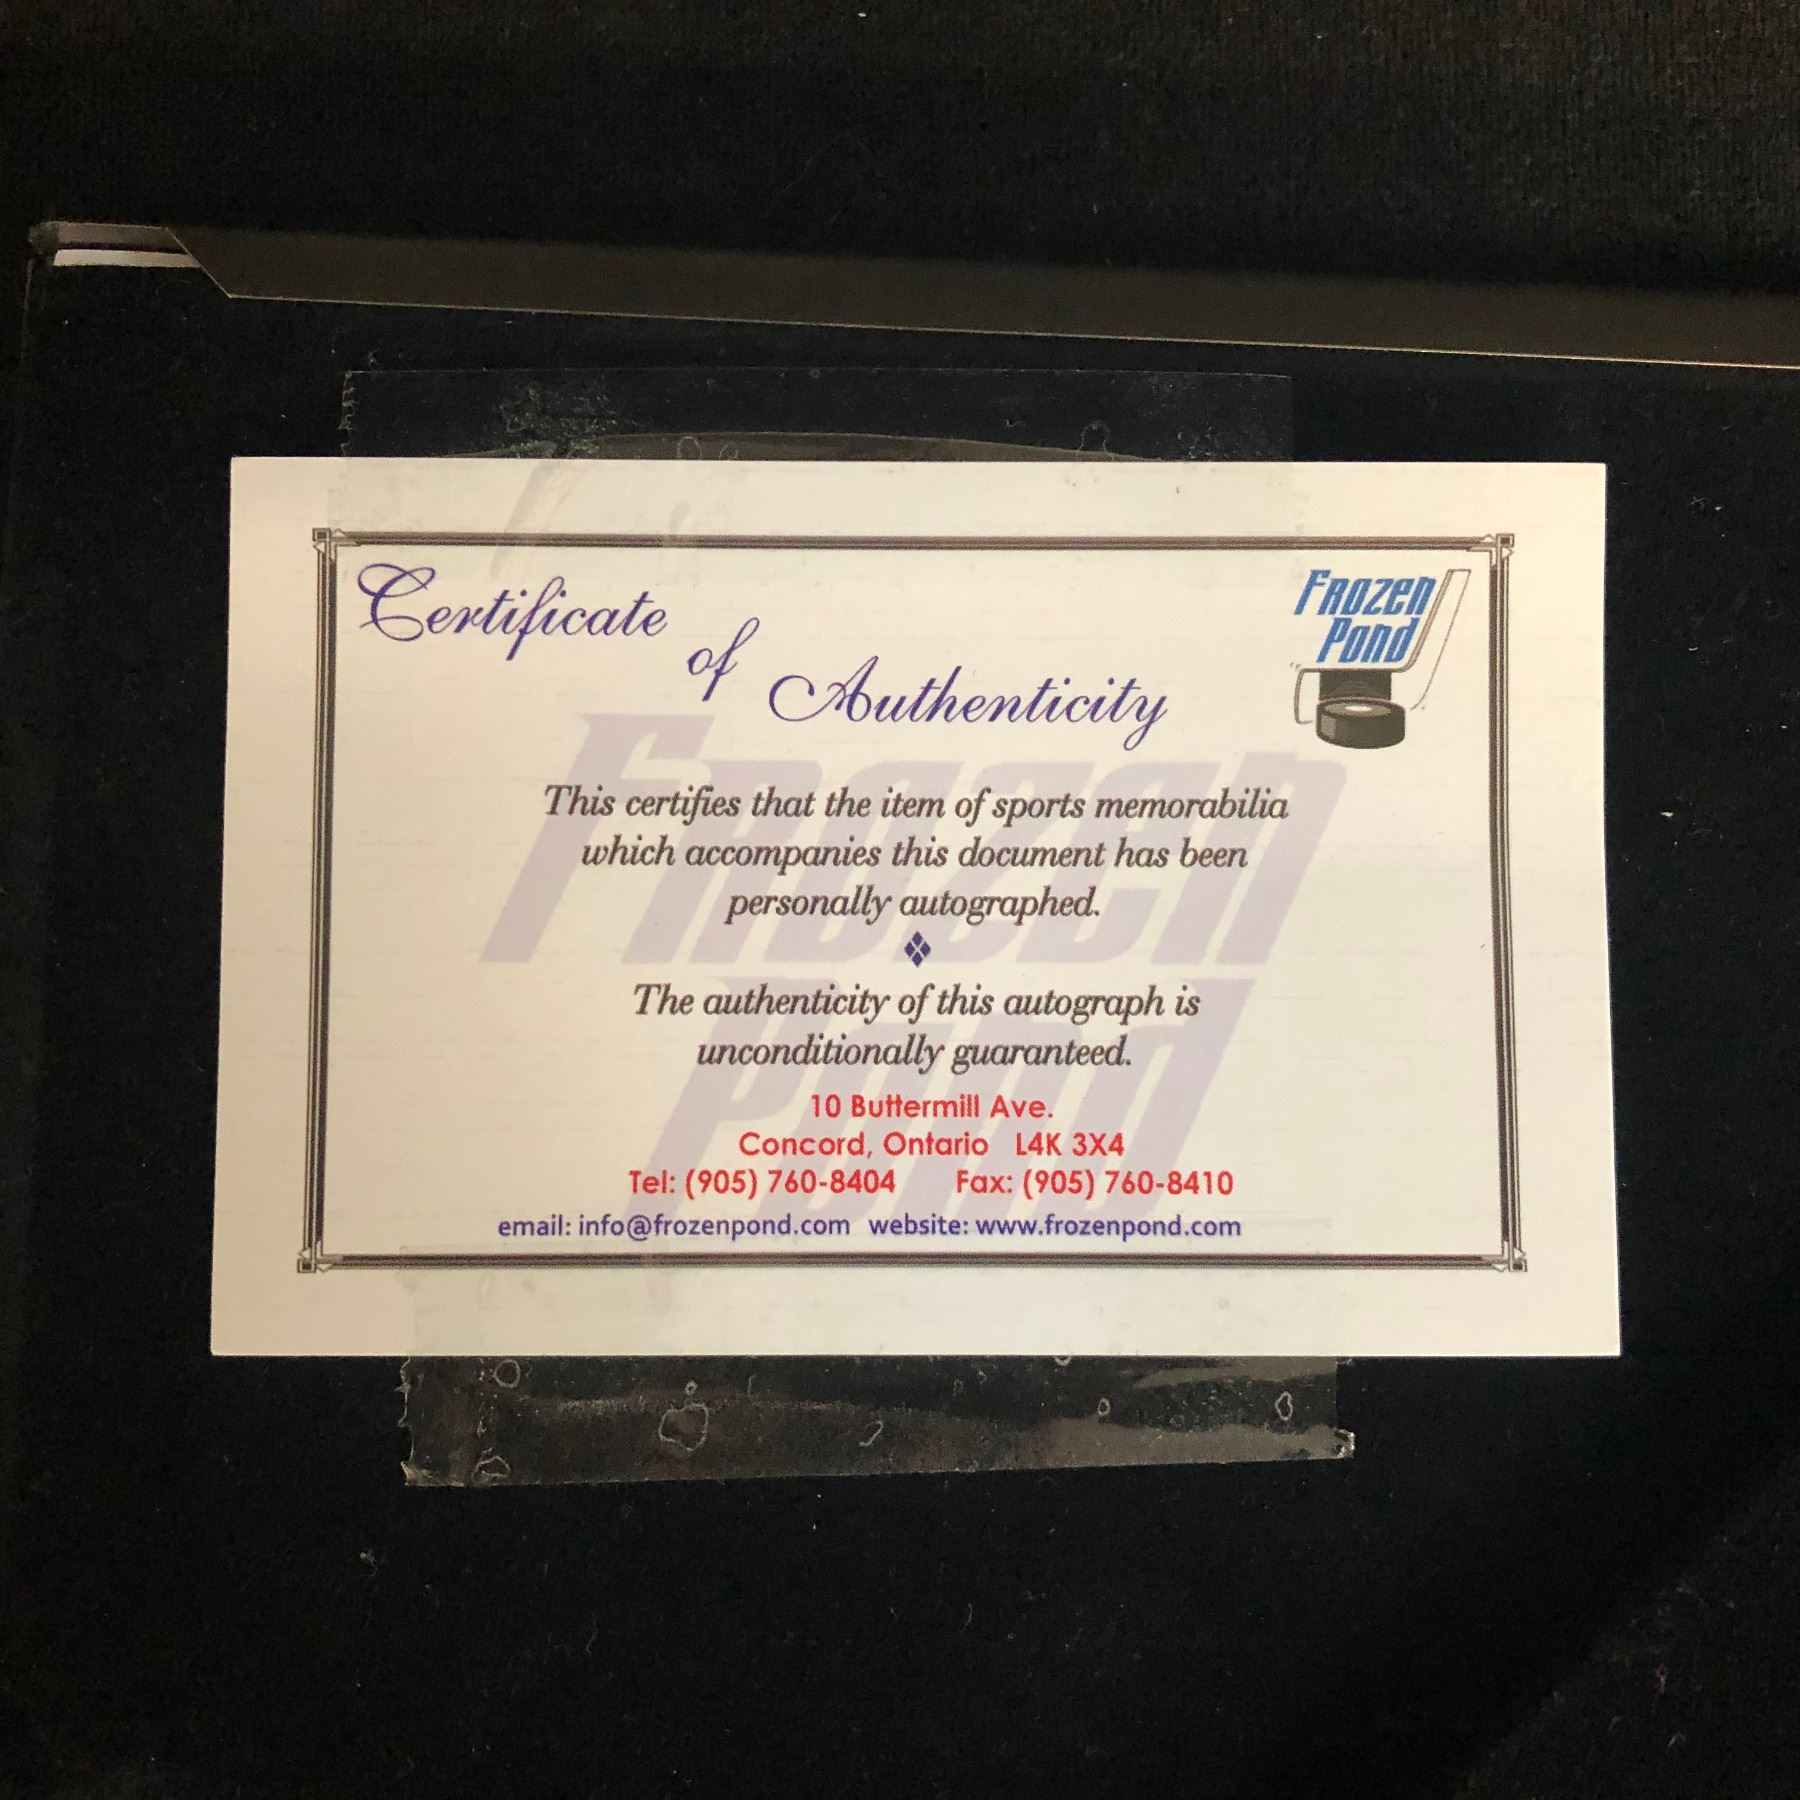 Certificate
of
Authenticity
Frozen
Pond
Frozen
Pond
This certifies that the item of sports memorabilia
which accompanies this document has been
personally autographed.
The authenticity of this autograph is
unconditionally guaranteed.
10 Buttermill Ave.
Concord, Ontario L4K 3X4
Tel: (905) 760-8404 Fax: (905) 760-8410
email: info@frozenpond.com website: www.frozenpond.com